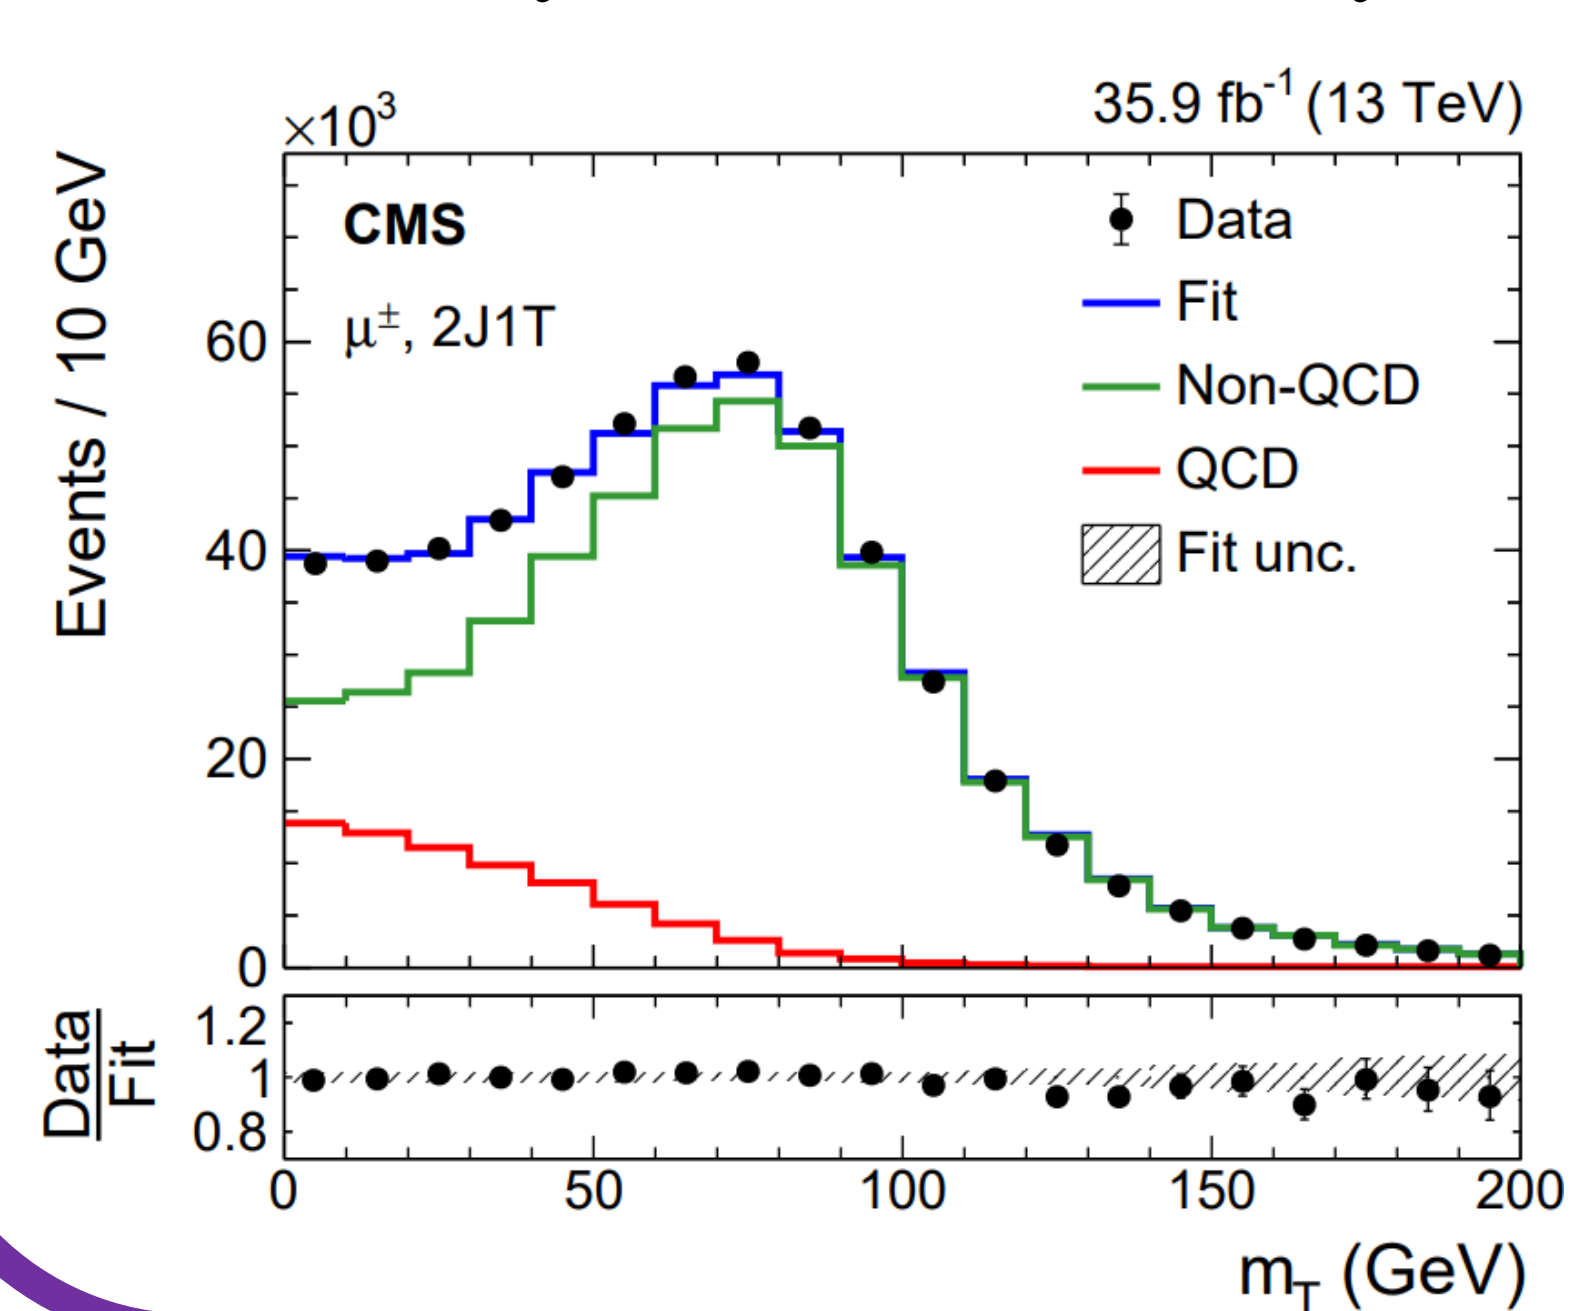 35.9 fb⁻¹ (13 TeV)
×10³
Events / 10 GeV
CMS
μ±, 2J1T
Data
Fit
Non-QCD
QCD
Fit unc.
60
40
20
0
Data
Fit
1.2
1
0.8
0 50 100 150 200
m_T (GeV)